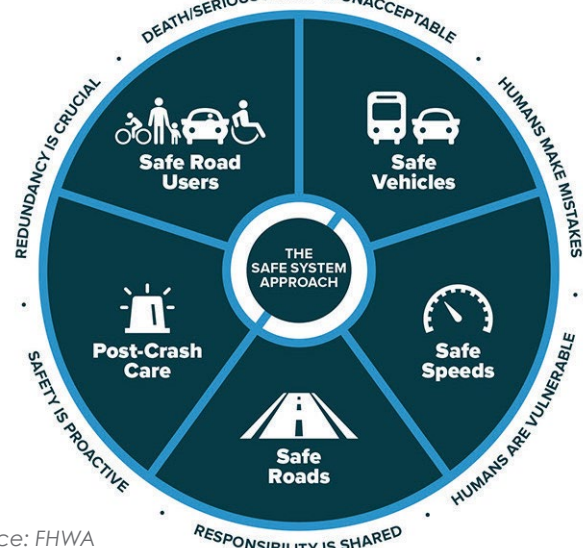 DEATH/SERIOUS UNACCEPTABLE
HUMANS MAKE MISTAKES
HUMANS ARE VULNERABLE
RESPONSIBILITY IS SHARED
SAFETY IS PROACTIVE
REDUNDANCY IS CRUCIAL
Safe Road
Users
Safe
Vehicles
Safe
Speeds
Safe
Roads
Post-Crash
Care
THE
SAFE SYSTEM
APPROACH
FHWA